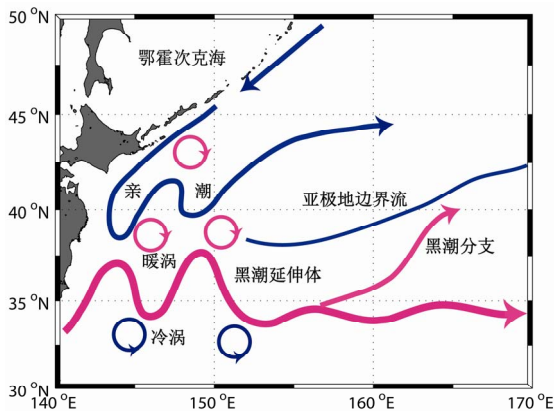 50 °N
鄂霍次克海
45 °N
亲
潮
亚极地边界流
40 °N
暖涡
黑潮延伸体
黑潮分支
35 °N
冷涡
30 °N
140 °E
150 °E
160 °E
170 °E